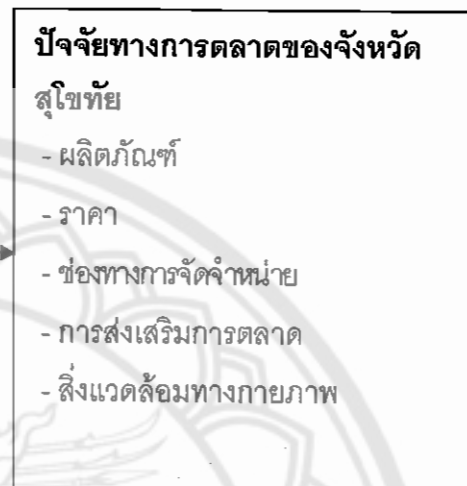 ปัจจัยทางการตลาดของจังหวัด
สุโขทัย
- ผลิตภัณฑ์
- ราคา
- ช่องทางการจัดจำหน่าย
- การส่งเสริมการตลาด
- สิ่งแวดล้อมทางกายภาพ